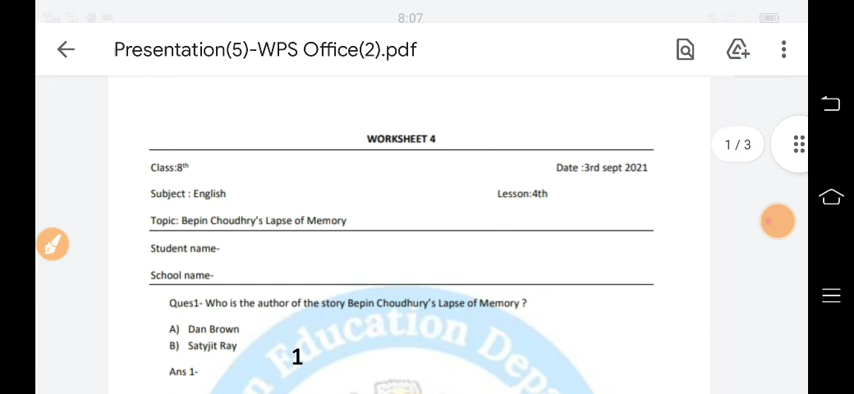 8:07
Presentation(5)-WPS Office(2).pdf
WORKSHEET 4
1 / 3
Class:8th
Date :3rd sept 2021
Subject : English
Lesson:4th
Topic: Bepin Choudhry's Lapse of Memory
Student name-
School name-
Ques1- Who is the author of the story Bepin Choudhury's Lapse of Memory ?
A) Dan Brown
B) Satyjit Ray
1
Ans 1-
Education Dep